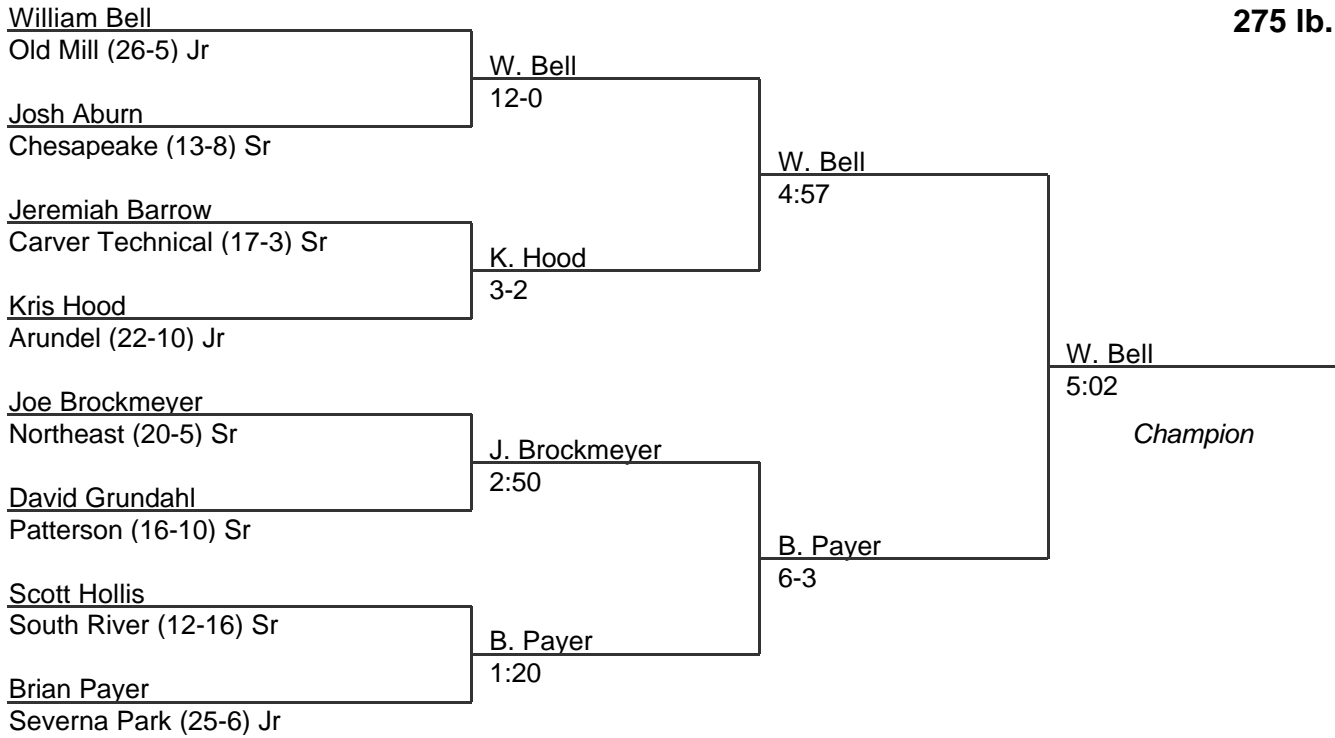 275 lb.
William Bell
Old Mill (26-5) Jr
W. Bell
12-0
Josh Aburn
Chesapeake (13-8) Sr
W. Bell
4:57
Jeremiah Barrow
Carver Technical (17-3) Sr
K. Hood
3-2
Kris Hood
Arundel (22-10) Jr
W. Bell
5:02
Champion
Joe Brockmeyer
Northeast (20-5) Sr
J. Brockmeyer
2:50
David Grundahl
Patterson (16-10) Sr
B. Payer
6-3
Scott Hollis
South River (12-16) Sr
B. Payer
1:20
Brian Payer
Severna Park (25-6) Jr